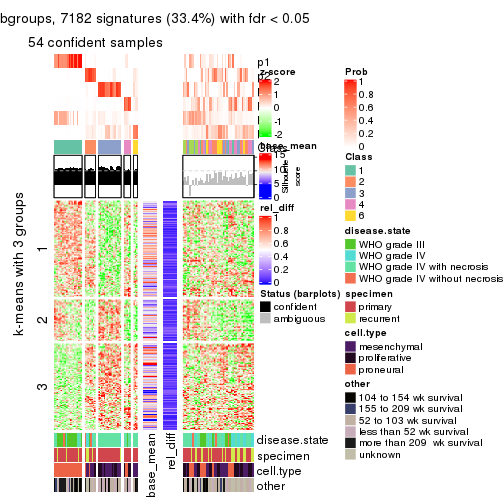 bgroups, 7182 signatures (33.4%) with fdr < 0.05
54 confident samples
p1
p2
z-score
2
1
0
-1
-2
Class
base_mean
15
10
5
0
Silhouette
score
rel_diff
1
0.8
0.6
0.4
0.2
0
Status (barplots)
confident
ambiguous
Prob
1
0.8
0.6
0.4
0.2
0
Class
1
2
3
4
6
disease.state
WHO grade III
WHO grade IV
WHO grade IV with necrosis
WHO grade IV without necrosis
specimen
primary
recurrent
cell.type
mesenchymal
proliferative
proneural
other
104 to 154 wk survival
155 to 209 wk survival
52 to 103 wk survival
less than 52 wk survival
more than 209  wk survival
unknown
k-means with 3 groups
1
2
3
disease.state
specimen
cell.type
other
base_mean
rel_diff